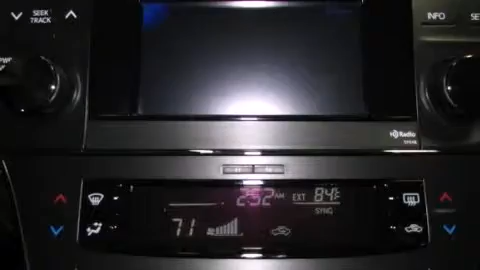 SEEK
TRACK
INFO
HD Radio
2:52 AM
EXT 84°F
SYNC
71